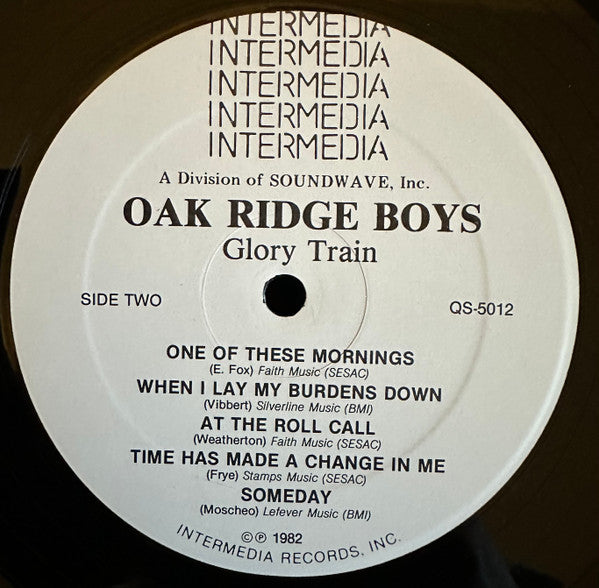 INTERMEDIA
INTERMEDIA
INTERMEDIA
INTERMEDIA
INTERMEDIA
A Division of SOUNDWAVE, Inc.
OAK RIDGE BOYS
Glory Train
SIDE TWO
QS-5012
ONE OF THESE MORNINGS
(E. Fox) Faith Music (SESAC)
WHEN I LAY MY BURDENS DOWN
(Vibbert) Silverline Music (BMI)
AT THE ROLL CALL
(Weatherton) Faith Music (SESAC)
TIME HAS MADE A CHANGE IN ME
(Frye) Stamps Music (SESAC)
SOMEDAY
(Moscheo) Lefever Music (BMI)
©℗ 1982
INTERMEDIA RECORDS, INC.